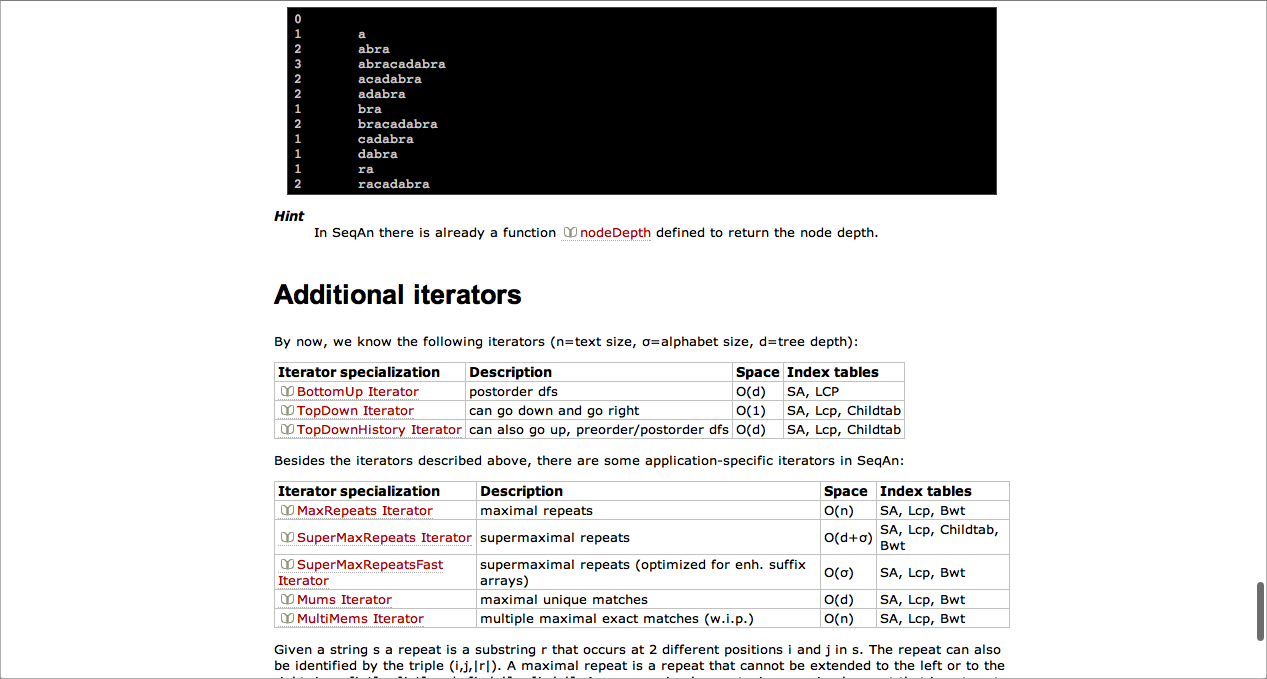 0
1 a
2 abra
3 abracadabra
2 acadabra
2 adabra
1 bra
2 bracadabra
1 cadabra
1 dabra
1 ra
2 racadabra
Hint
In SeqAn there is already a function nodeDepth defined to return the node depth.
Additional iterators
By now, we know the following iterators (n=text size, σ=alphabet size, d=tree depth):
Iterator specialization Description Space Index tables
BottomUp Iterator postorder dfs O(d) SA, LCP
TopDown Iterator can go down and go right O(1) SA, Lcp, Childtab
TopDownHistory Iterator can also go up, preorder/postorder dfs O(d) SA, Lcp, Childtab
Besides the iterators described above, there are some application-specific iterators in SeqAn:
Iterator specialization Description Space Index tables
MaxRepeats Iterator maximal repeats O(n) SA, Lcp, Bwt
SuperMaxRepeats Iterator supermaximal repeats O(d+σ) SA, Lcp, Childtab,
Bwt
SuperMaxRepeatsFast
Iterator
supermaximal repeats (optimized for enh. suffix
arrays)
O(σ) SA, Lcp, Bwt
Mums Iterator maximal unique matches O(d) SA, Lcp, Bwt
MultiMems Iterator multiple maximal exact matches (w.i.p.) O(n) SA, Lcp, Bwt
Given a string s a repeat is a substring r that occurs at 2 different positions i and j in s. The repeat can also
be identified by the triple (i,j,|r|). A maximal repeat is a repeat that cannot be extended to the left or to the